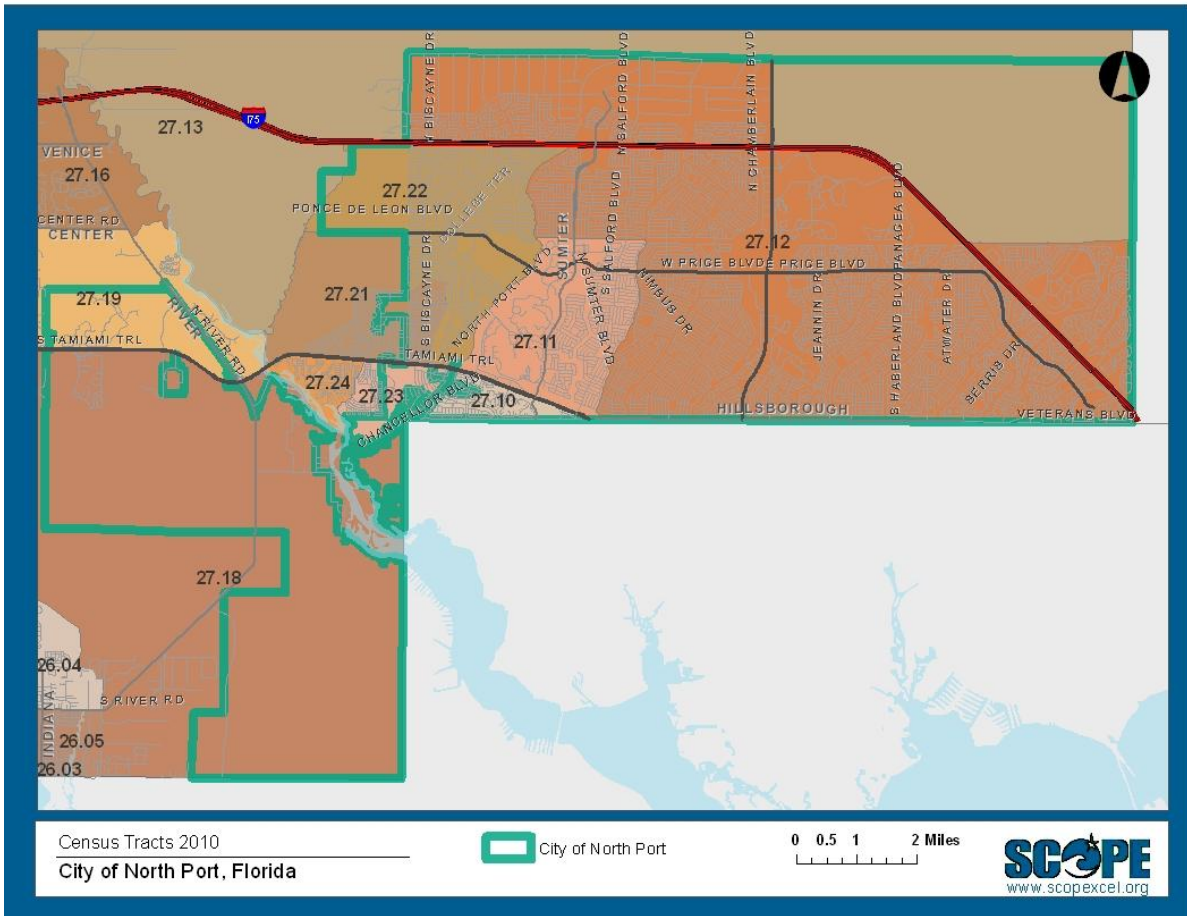 N BISCAYNE DR
N SALFORD BLVD
N CHAMBERLAIN BLVD
27.13
175
VENICE
27.16
27.22
COLLEGE TER
PONCE DE LEON BLVD
CENTER RD
CENTER
S BISCAYNE DR
SUMTER
S SALFORD BLVD
27.12
S HABERLAND BLVD
PANACEA BLVD
W PRICE BLVD
E PRICE BLVD
27.19
RIVER
N RIVER RD
27.21
NORTH PORT BLVD
N SUMTER BLVD
NIMBUS DR
JEANNIN DR
ATWATER DR
S TAMIAMI TRL
TAMIAMI TRL
27.11
27.24
27.23
CHANCELLOR BLVD
27.10
HILLSBOROUGH
SERRIS DR
VETERANS BLVD
27.18
26.04
S RIVER RD
INDIANA
26.05
26.03
Census Tracts 2010
City of North Port, Florida
City of North Port
0 0.5 1 2 Miles
SCOPE
www.scopexcel.org